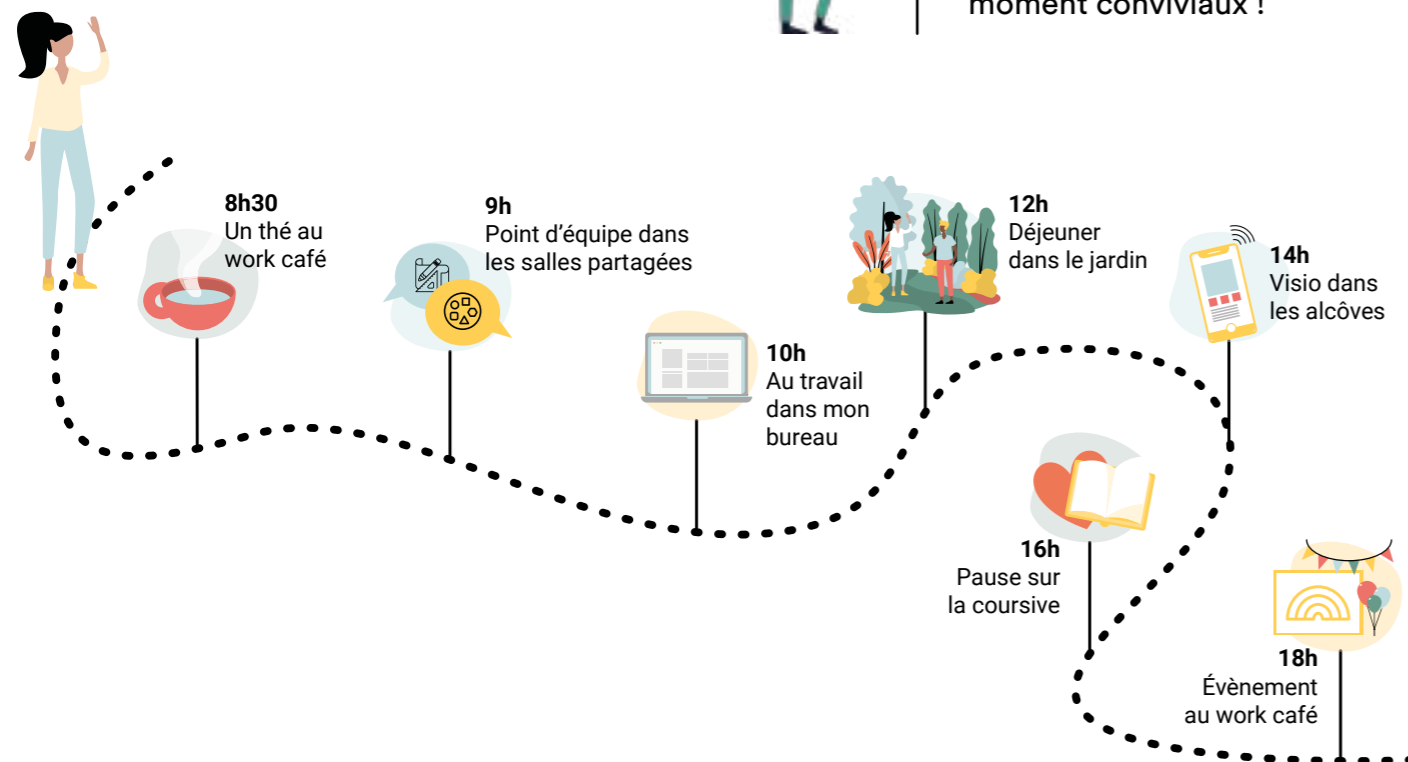 moment conviviaux !
8h30
Un thé au
work café
9h
Point d'équipe dans
les salles partagées
10h
Au travail
dans mon
bureau
12h
Déjeuner
dans le jardin
14h
Visio dans
les alcôves
16h
Pause sur
la coursive
18h
Évènement
au work café